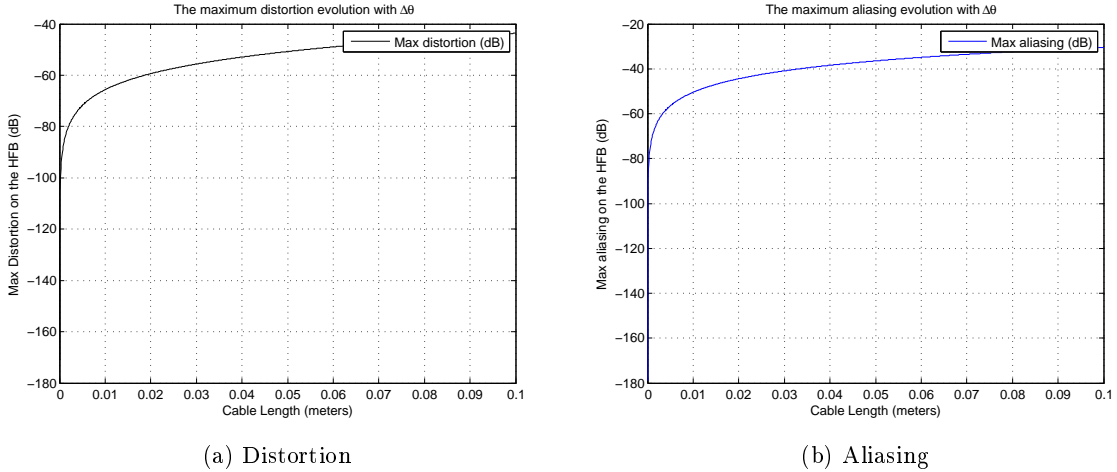 The maximum distortion evolution with Δθ
Max distortion (dB)
Max Distortion on the HFB (dB)
−40
−60
−80
−100
−120
−140
−160
−180
0 0.01 0.02 0.03 0.04 0.05 0.06 0.07 0.08 0.09 0.1
Cable Length (meters)
(a) Distortion
The maximum aliasing evolution with Δθ
Max aliasing (dB)
Max aliasing on the HFB (dB)
−20
−40
−60
−80
−100
−120
−140
−160
−180
0 0.01 0.02 0.03 0.04 0.05 0.06 0.07 0.08 0.09 0.1
Cable Length (meters)
(b) Aliasing